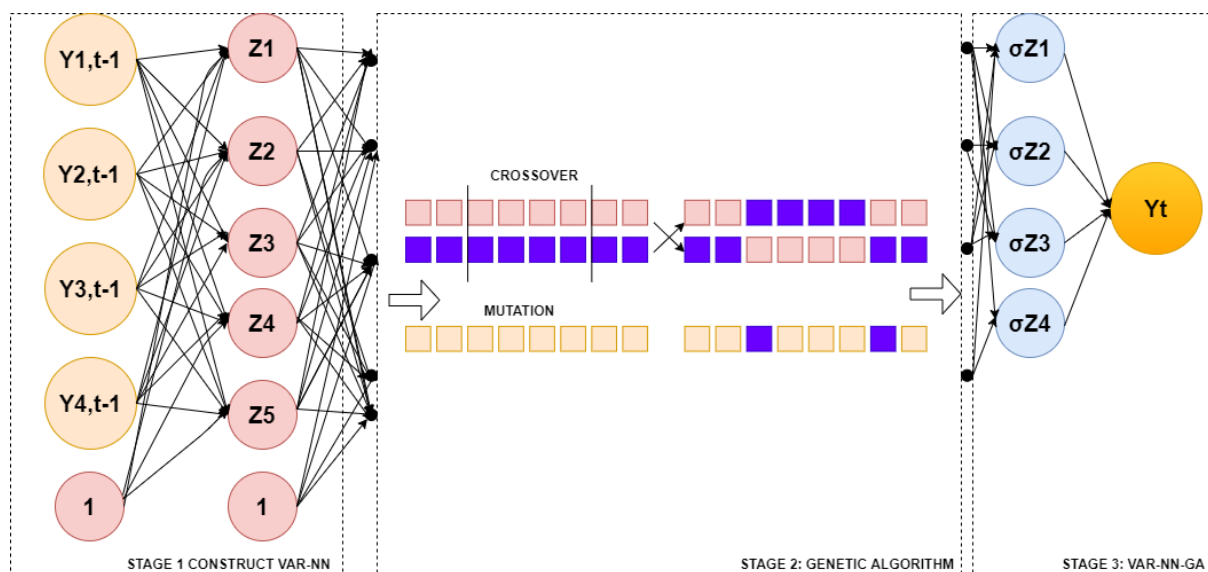 Y1,t-1
Y2,t-1
Y3,t-1
Y4,t-1
1
Z1
Z2
Z3
Z4
Z5
1
STAGE 1 CONSTRUCT VAR-NN
CROSSOVER
MUTATION
STAGE 2: GENETIC ALGORITHM
σZ1
σZ2
σZ3
σZ4
Yt
STAGE 3: VAR-NN-GA